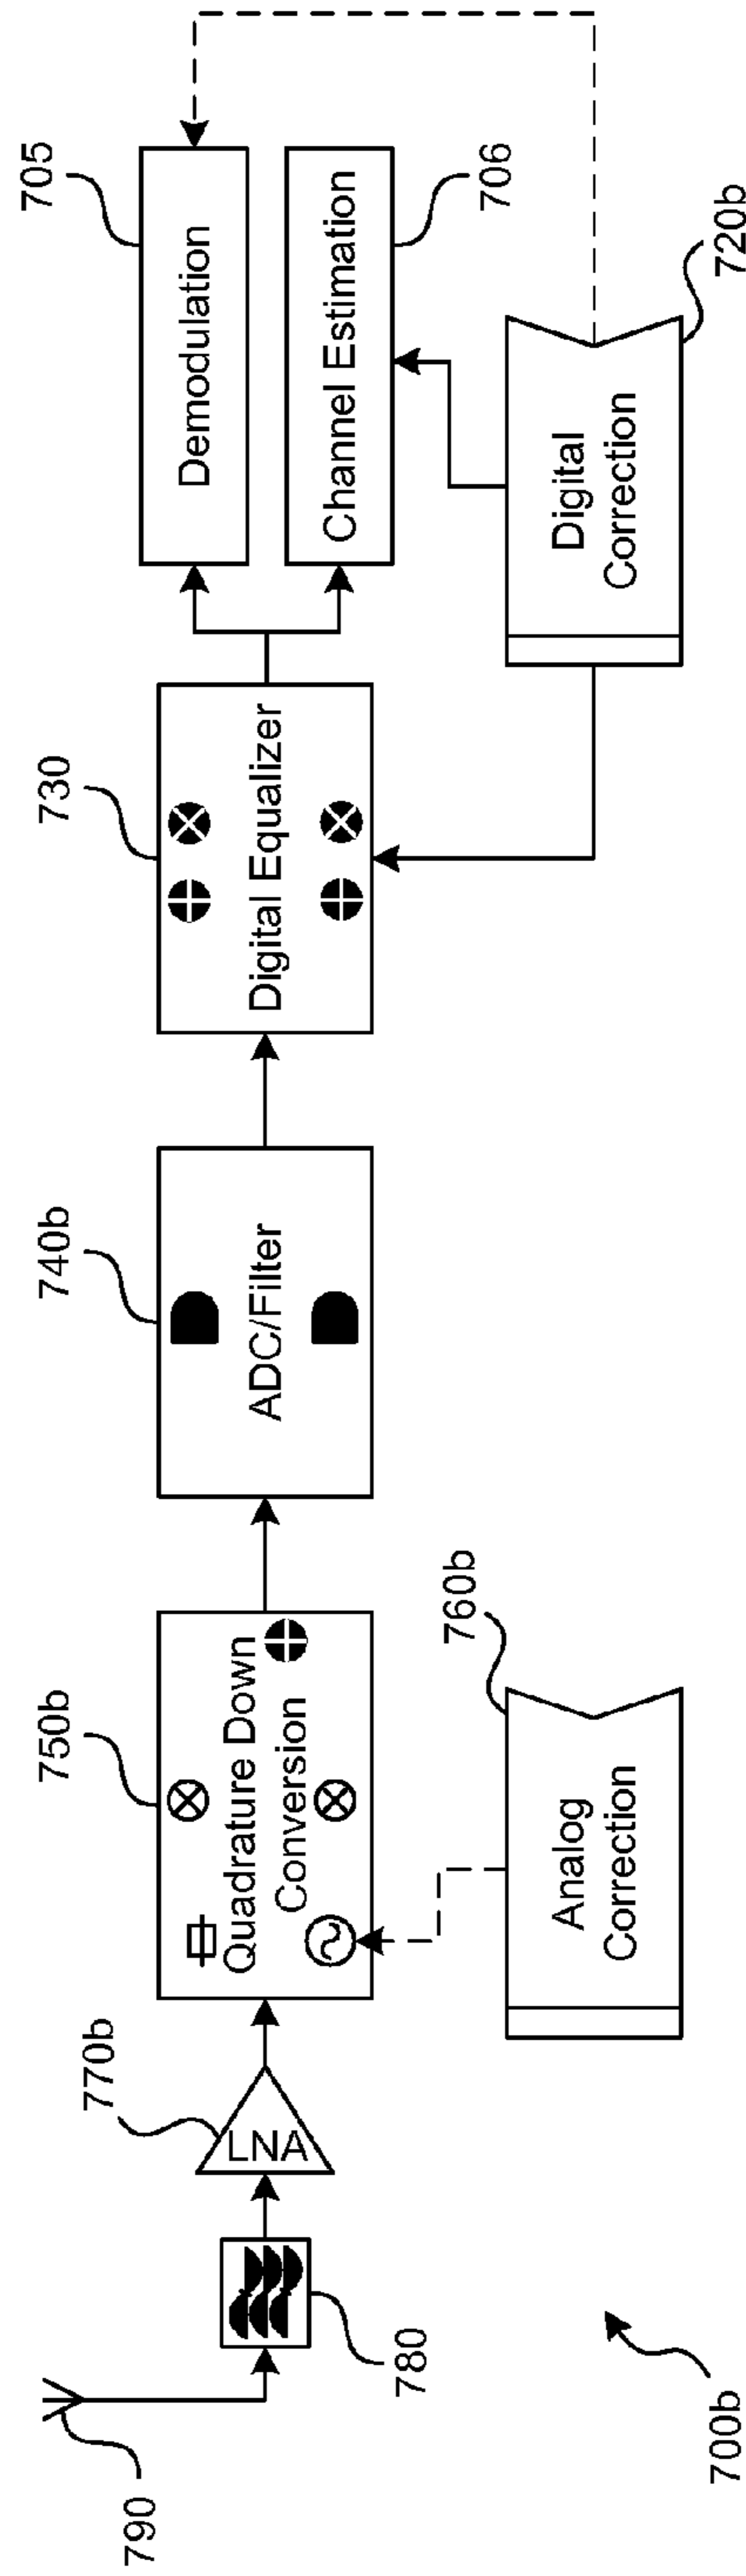 790
780
770b
LNA
750b
Quadrature Down
Conversion
760b
Analog
Correction
740b
ADC/Filter
730
Digital Equalizer
705
Demodulation
706
Channel Estimation
720b
Digital
Correction
700b